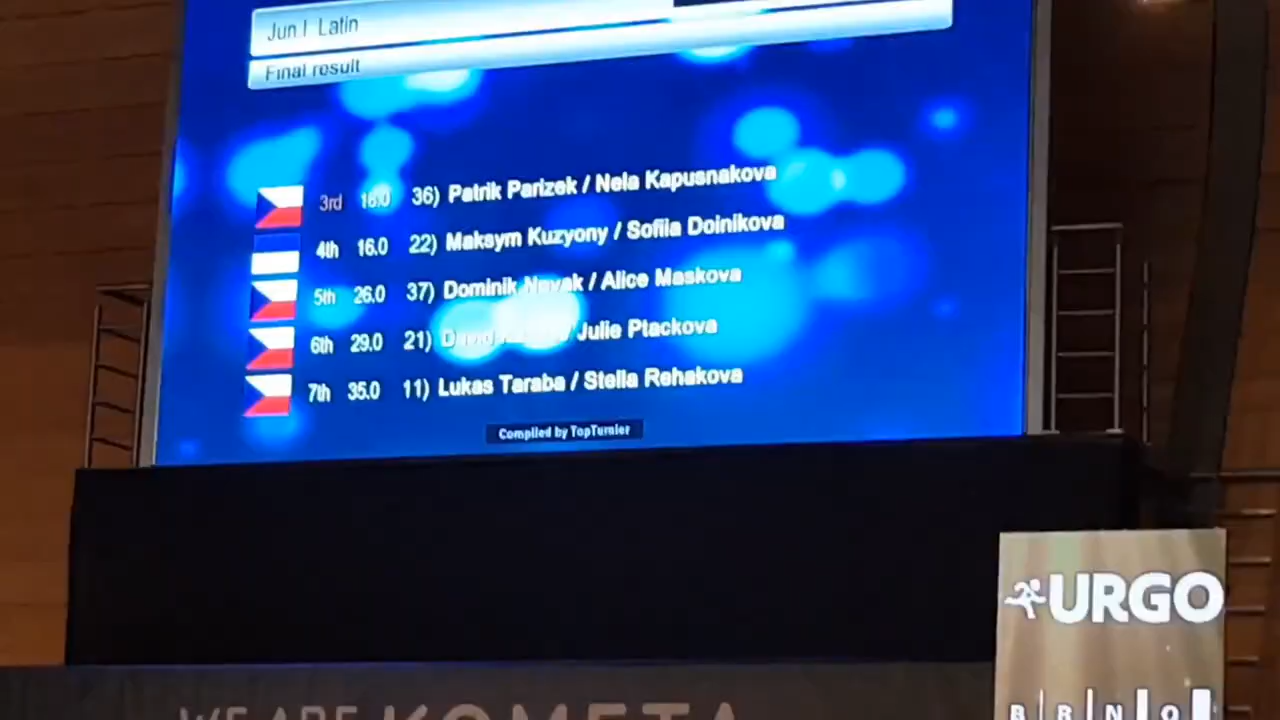 Jun I Latin
Final result
3rd 16.0 36) Patrik Parizek / Nela Kapusnakova
4th 16.0 22) Maksym Kuzyony / Sofiia Doinikova
5th 26.0 37) Dominik Novak / Alice Maskova
6th 29.0 21) David / Julie Ptackova
7th 35.0 11) Lukas Taraba / Stella Rehakova
Compiled by TopTurnier
URGO
B|R|N|O
WE ARE KOMETA